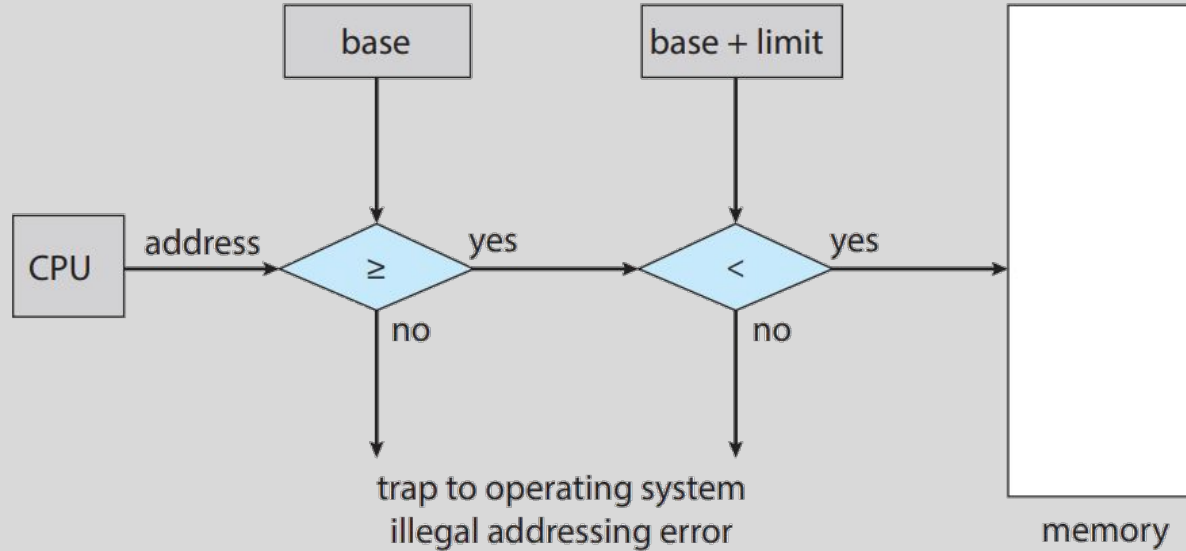 base
base + limit
CPU
address
≥
yes
<
yes
no
no
trap to operating system
illegal addressing error
memory